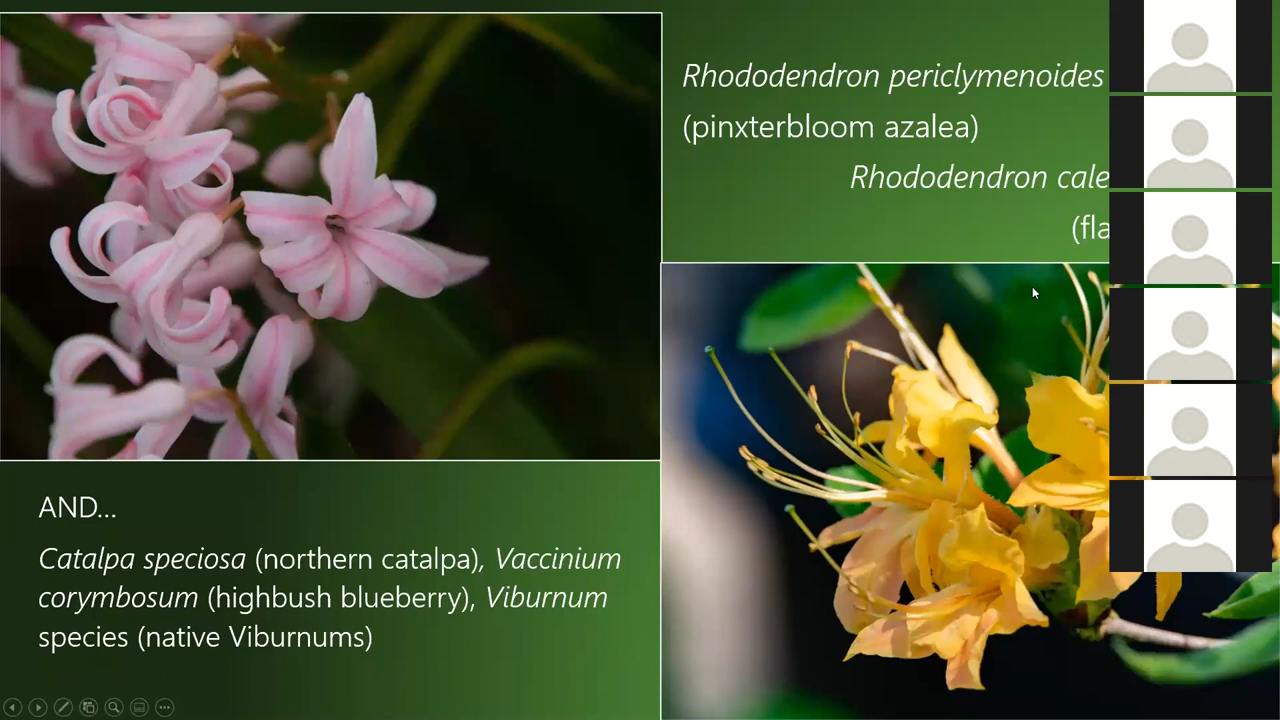 Rhododendron periclymenoides
(pinxterbloom azalea)
Rhododendron cale
(fla
AND...
Catalpa speciosa (northern catalpa), Vaccinium
corymbosum (highbush blueberry), Viburnum
species (native Viburnums)